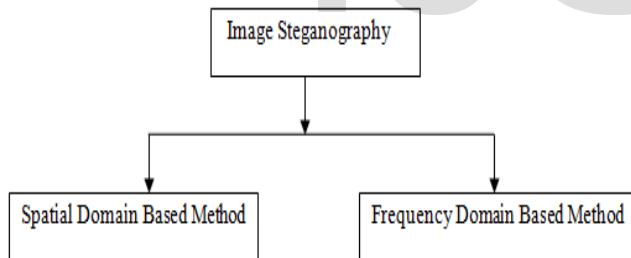 Image Steganography
Spatial Domain Based Method
Frequency Domain Based Method